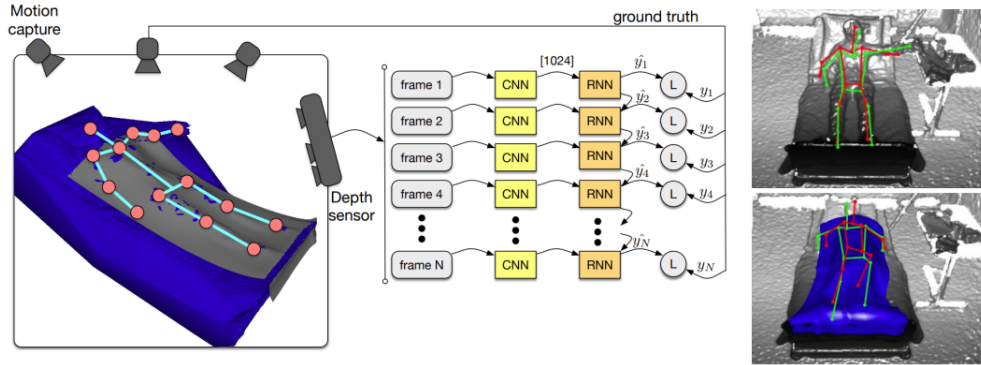 Motion
capture
ground truth
Depth
sensor
[1024]
frame 1
CNN
RNN
ŷ₁
L
y₁
frame 2
CNN
RNN
ŷ₂
L
y₂
frame 3
CNN
RNN
ŷ₃
L
y₃
frame 4
CNN
RNN
ŷ₄
L
y₄
frame N
CNN
RNN
ŷN
L
yN